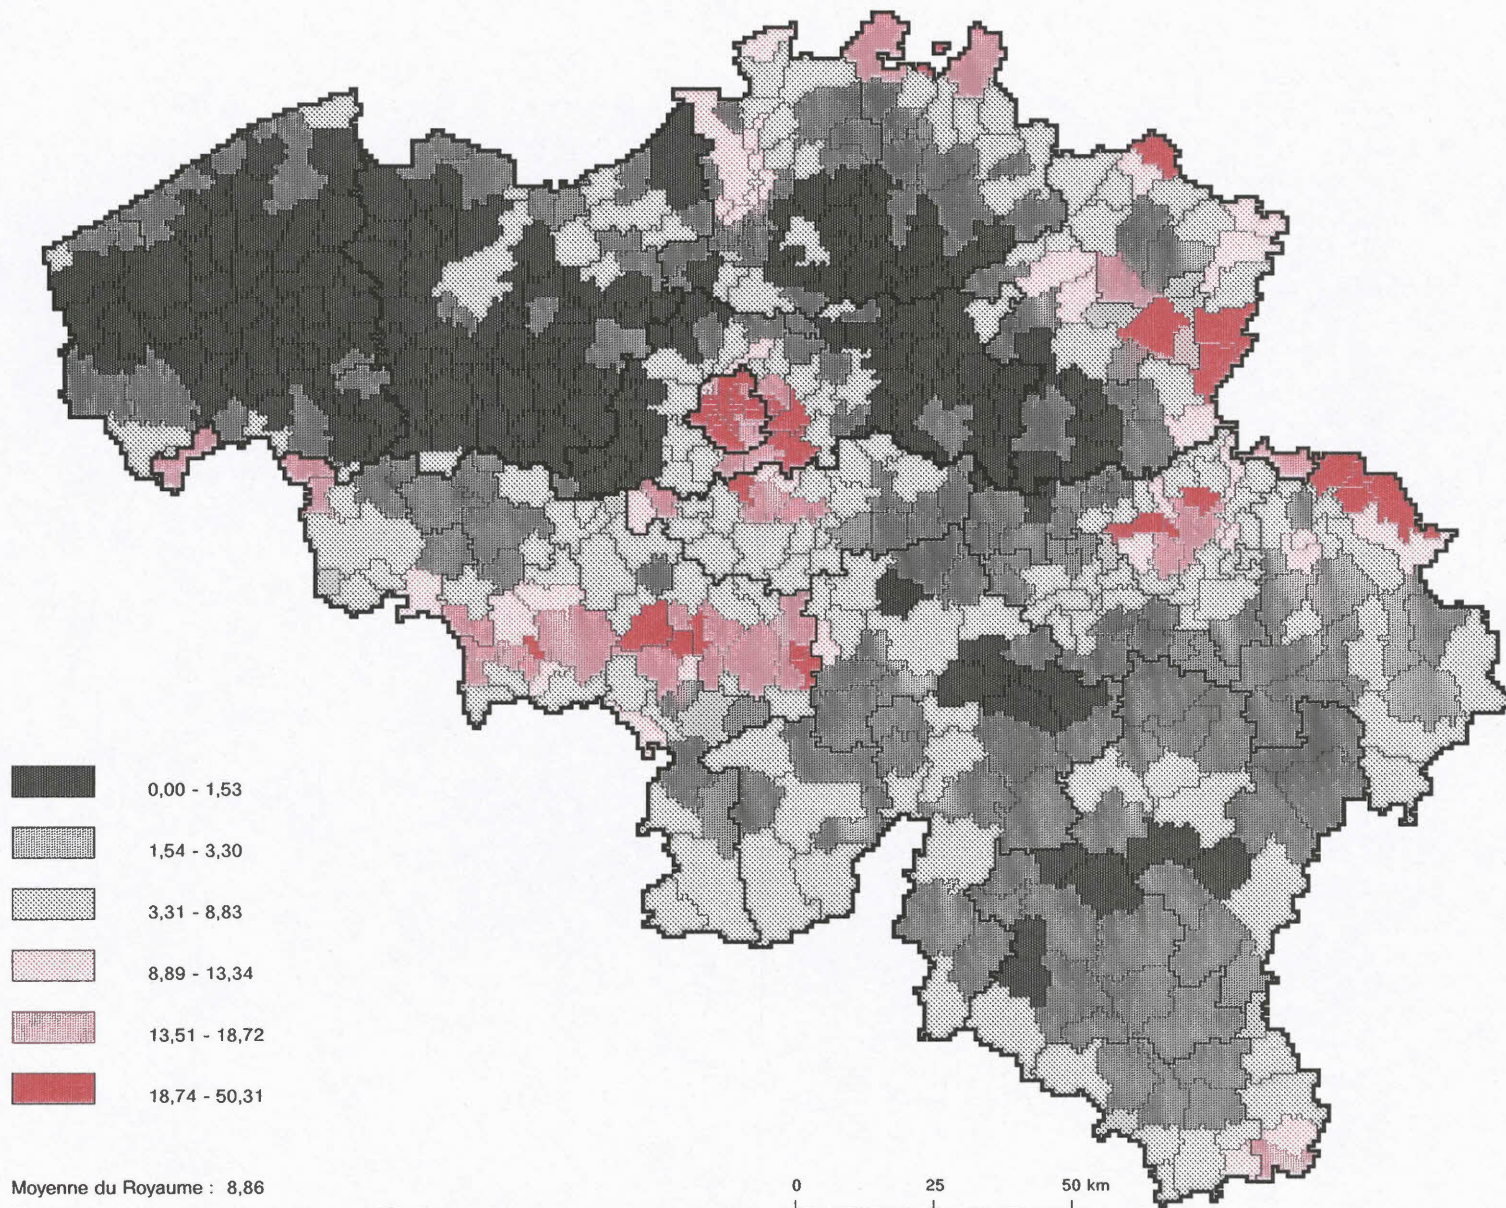 0,00 - 1,53
1,54 - 3,30
3,31 - 8,83
8,89 - 13,34
13,51 - 18,72
18,74 - 50,31
Moyenne du Royaume : 8,86
0 25 50 km